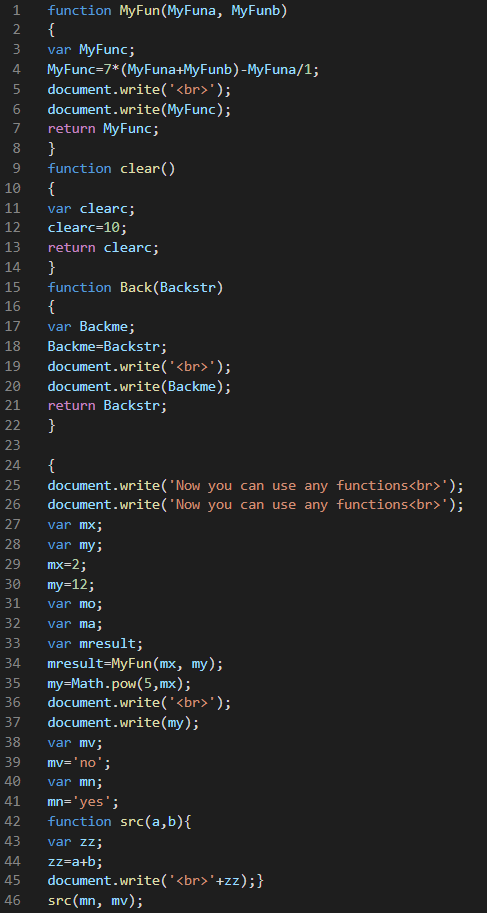 1 function MyFun(MyFuna, MyFunb)
2 {
3 var MyFunc;
4 MyFunc=7*(MyFuna+MyFunb)-MyFuna/1;
5 document.write('<br>');
6 document.write(MyFunc);
7 return MyFunc;
8 }
9 function clear()
10 {
11 var clearc;
12 clearc=10;
13 return clearc;
14 }
15 function Back(Backstr)
16 {
17 var Backme;
18 Backme=Backstr;
19 document.write('<br>');
20 document.write(Backme);
21 return Backstr;
22 }
23
24 {
25 document.write('Now you can use any functions<br>');
26 document.write('Now you can use any functions<br>');
27 var mx;
28 var my;
29 mx=2;
30 my=12;
31 var mo;
32 var ma;
33 var mresult;
34 mresult=MyFun(mx, my);
35 my=Math.pow(5,mx);
36 document.write('<br>');
37 document.write(my);
38 var mv;
39 mv='no';
40 var mn;
41 mn='yes';
42 function src(a,b){
43 var zz;
44 zz=a+b;
45 document.write('<br>'+zz);}
46 src(mn, mv);